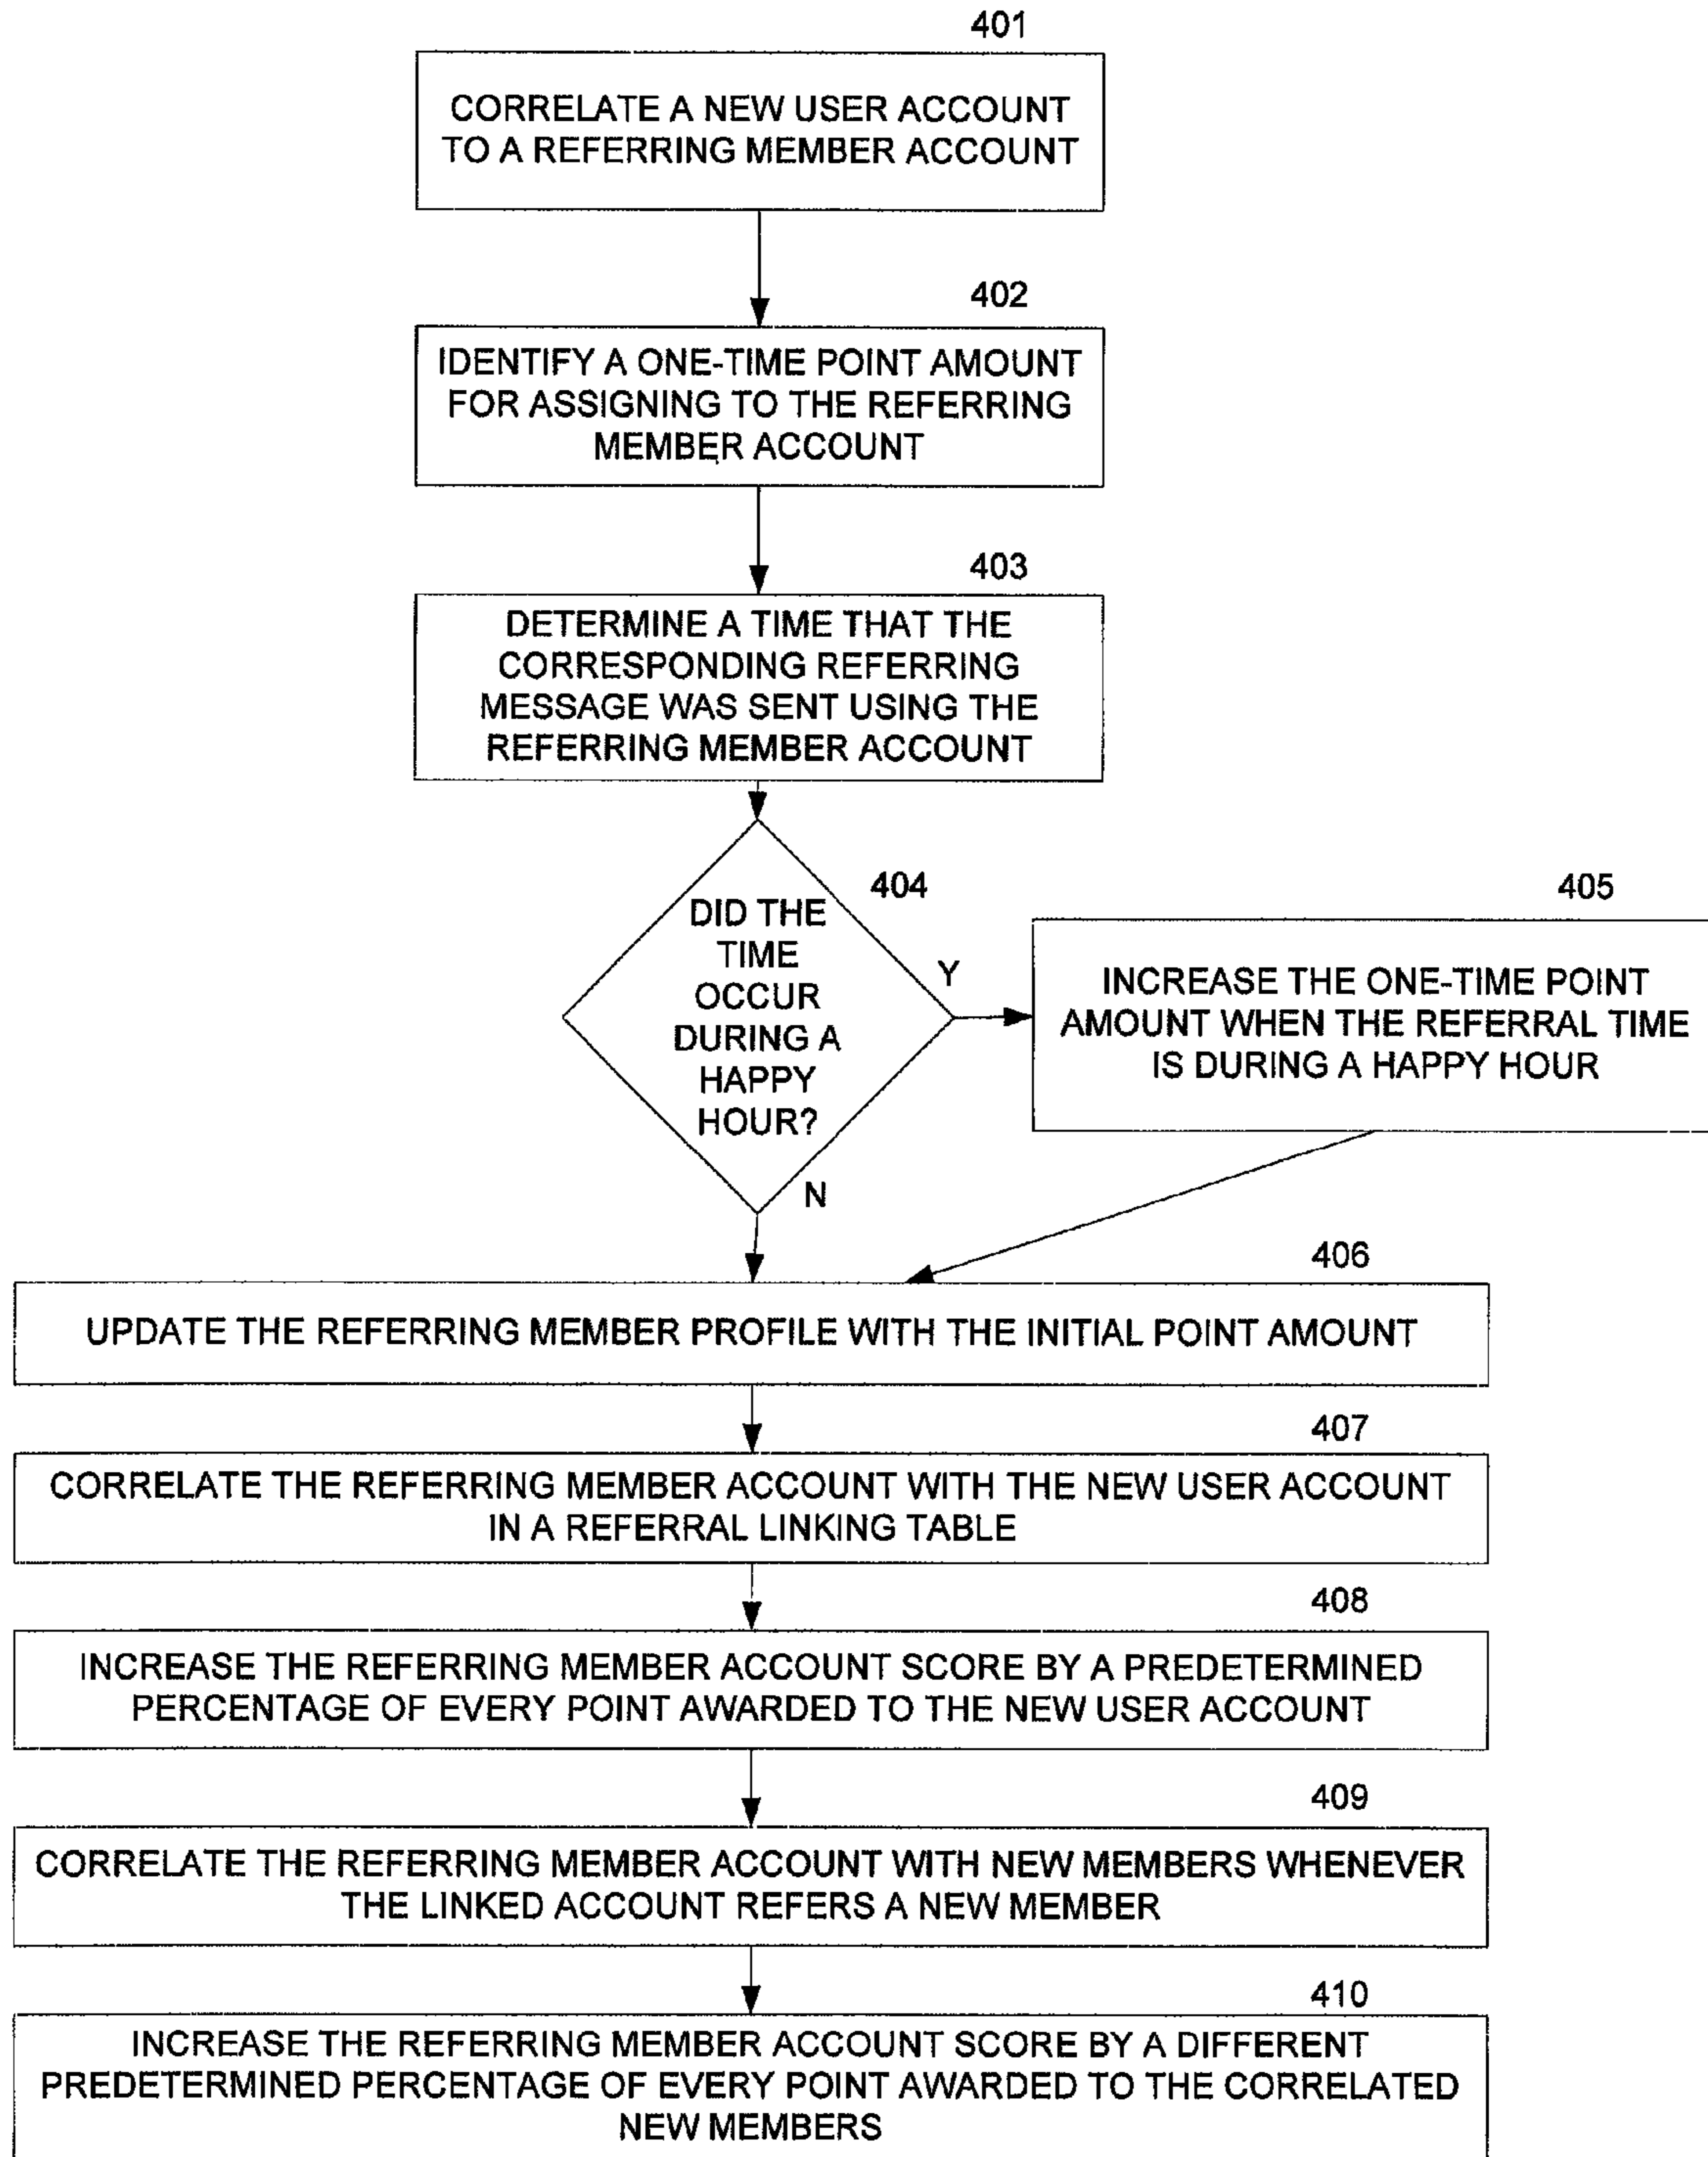 401
CORRELATE A NEW USER ACCOUNT
TO A REFERRING MEMBER ACCOUNT
402
IDENTIFY A ONE-TIME POINT AMOUNT
FOR ASSIGNING TO THE REFERRING
MEMBER ACCOUNT
403
DETERMINE A TIME THAT THE
CORRESPONDING REFERRING
MESSAGE WAS SENT USING THE
REFERRING MEMBER ACCOUNT
404
DID THE
TIME
OCCUR
DURING A
HAPPY
HOUR?
Y
405
INCREASE THE ONE-TIME POINT
AMOUNT WHEN THE REFERRAL TIME
IS DURING A HAPPY HOUR
N
406
UPDATE THE REFERRING MEMBER PROFILE WITH THE INITIAL POINT AMOUNT
407
CORRELATE THE REFERRING MEMBER ACCOUNT WITH THE NEW USER ACCOUNT
IN A REFERRAL LINKING TABLE
408
INCREASE THE REFERRING MEMBER ACCOUNT SCORE BY A PREDETERMINED
PERCENTAGE OF EVERY POINT AWARDED TO THE NEW USER ACCOUNT
409
CORRELATE THE REFERRING MEMBER ACCOUNT WITH NEW MEMBERS WHENEVER
THE LINKED ACCOUNT REFERS A NEW MEMBER
410
INCREASE THE REFERRING MEMBER ACCOUNT SCORE BY A DIFFERENT
PREDETERMINED PERCENTAGE OF EVERY POINT AWARDED TO THE CORRELATED
NEW MEMBERS